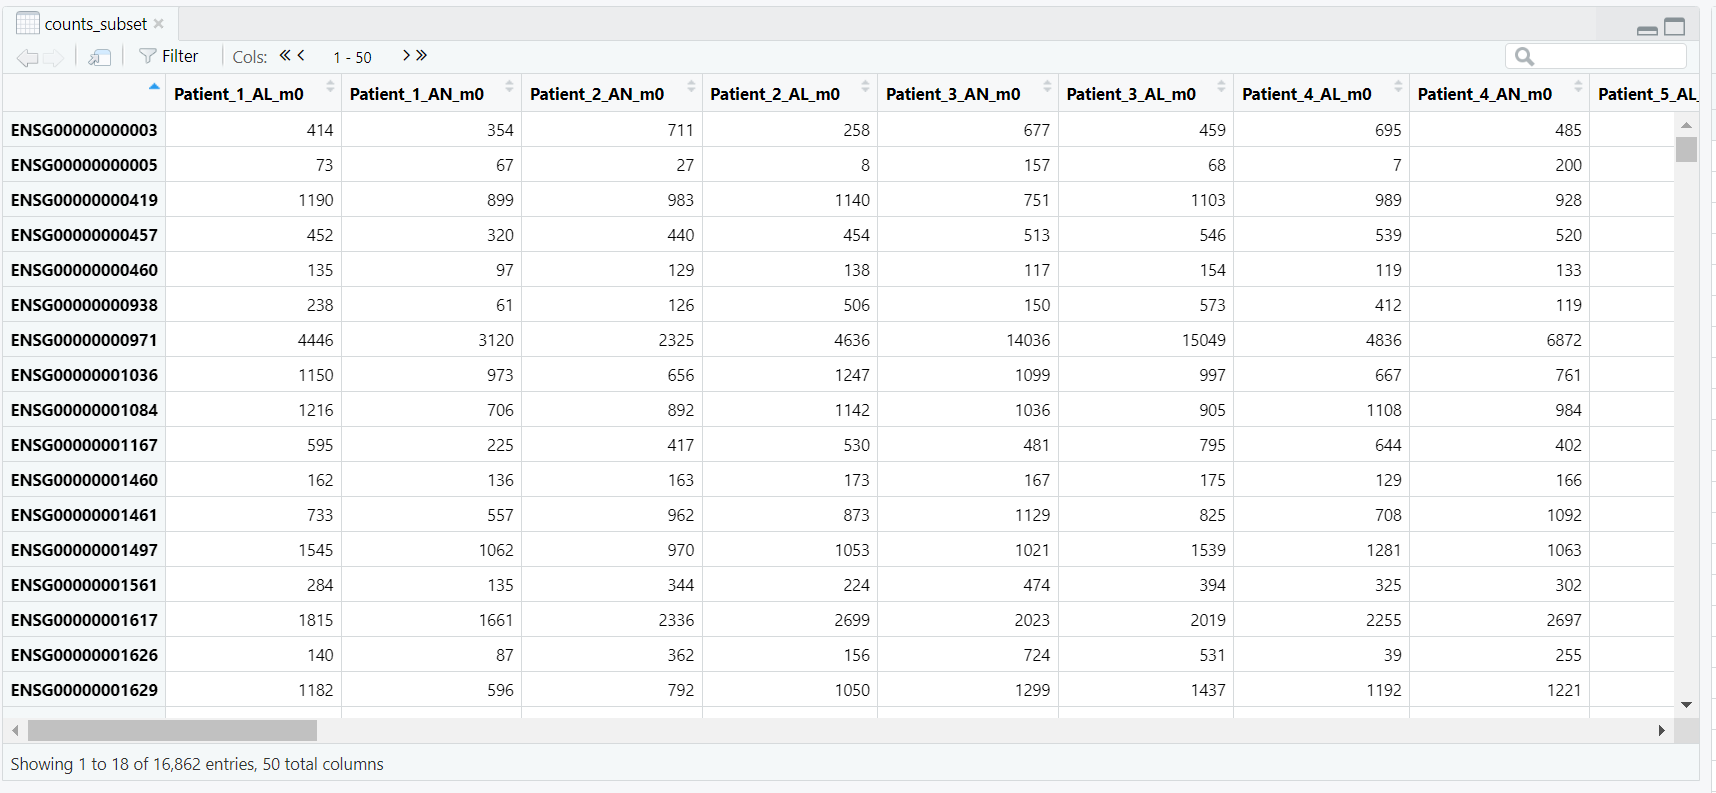 counts_subset
Filter Cols: 1 - 50
Patient_1_AL_m0 Patient_1_AN_m0 Patient_2_AN_m0 Patient_2_AL_m0 Patient_3_AN_m0 Patient_3_AL_m0 Patient_4_AL_m0 Patient_4_AN_m0 Patient_5_AL_
ENSG00000000003 414 354 711 258 677 459 695 485
ENSG00000000005 73 67 27 8 157 68 7 200
ENSG00000000419 1190 899 983 1140 751 1103 989 928
ENSG00000000457 452 320 440 454 513 546 539 520
ENSG00000000460 135 97 129 138 117 154 119 133
ENSG00000000938 238 61 126 506 150 573 412 119
ENSG00000000971 4446 3120 2325 4636 14036 15049 4836 6872
ENSG00000001036 1150 973 656 1247 1099 997 667 761
ENSG00000001084 1216 706 892 1142 1036 905 1108 984
ENSG00000001167 595 225 417 530 481 795 644 402
ENSG00000001460 162 136 163 173 167 175 129 166
ENSG00000001461 733 557 962 873 1129 825 708 1092
ENSG00000001497 1545 1062 970 1053 1021 1539 1281 1063
ENSG00000001561 284 135 344 224 474 394 325 302
ENSG00000001617 1815 1661 2336 2699 2023 2019 2255 2697
ENSG00000001626 140 87 362 156 724 531 39 255
ENSG00000001629 1182 596 792 1050 1299 1437 1192 1221
Showing 1 to 18 of 16,862 entries, 50 total columns